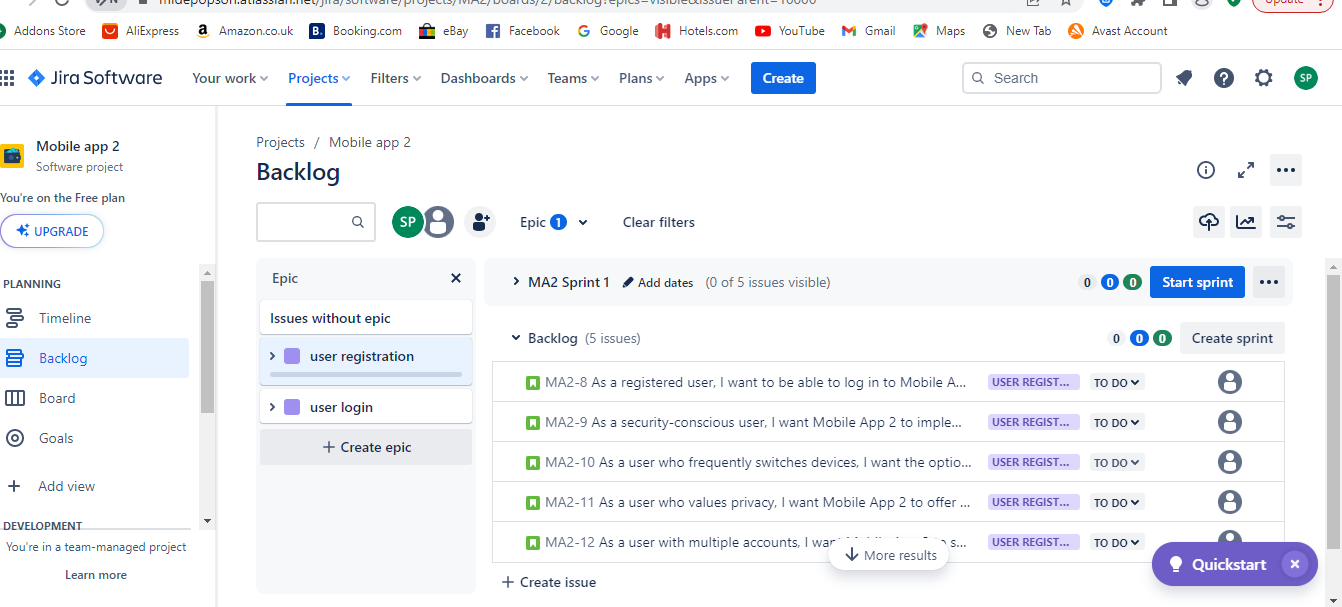 midepopson.atlassian.net/jira/software/projects/MA2/boards/2/backlog?epics=visible&issueParent=10000
Update
Addons Store AliExpress Amazon.co.uk Booking.com eBay Facebook Google Hotels.com YouTube Gmail Maps New Tab Avast Account
Jira Software Your work Projects Filters Dashboards Teams Plans Apps Create Search SP
Mobile app 2
Software project
You're on the Free plan
UPGRADE
PLANNING
Timeline
Backlog
Board
Goals
Add view
DEVELOPMENT
You're in a team-managed project
Learn more
Projects / Mobile app 2
Backlog
SP Epic 1 Clear filters
Epic
Issues without epic
user registration
user login
Create epic
MA2 Sprint 1 Add dates (0 of 5 issues visible) 0 0 0 Start sprint
Backlog (5 issues) 0 0 0 Create sprint
MA2-8 As a registered user, I want to be able to log in to Mobile A... USER REGIST... TO DO
MA2-9 As a security-conscious user, I want Mobile App 2 to imple... USER REGIST... TO DO
MA2-10 As a user who frequently switches devices, I want the optio... USER REGIST... TO DO
MA2-11 As a user who values privacy, I want Mobile App 2 to offer ... USER REGIST... TO DO
MA2-12 As a user with multiple accounts, I s... USER REGIST... TO DO
More results
Create issue
Quickstart